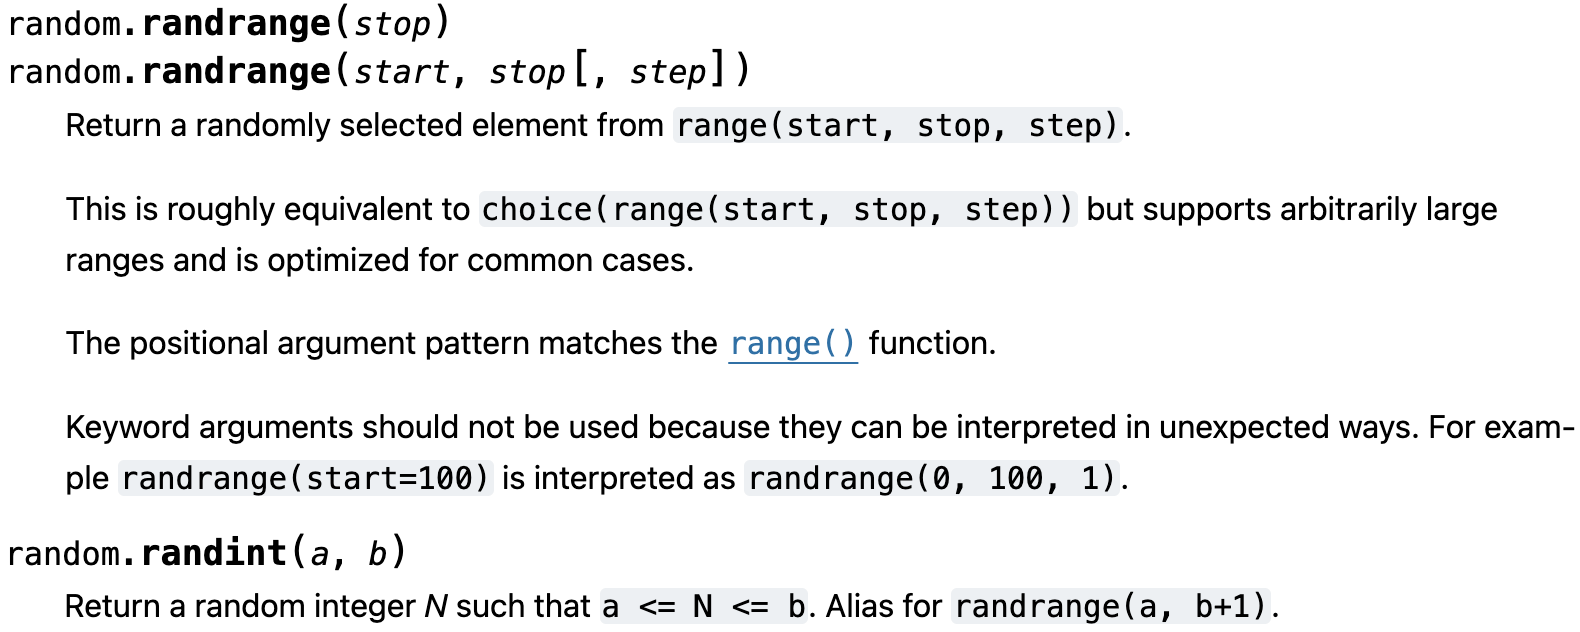 random.randrange(stop)
random.randrange(start, stop[, step])
Return a randomly selected element from range(start, stop, step).
This is roughly equivalent to choice(range(start, stop, step)) but supports arbitrarily large
ranges and is optimized for common cases.
The positional argument pattern matches the range() function.
Keyword arguments should not be used because they can be interpreted in unexpected ways. For exam-
ple randrange(start=100) is interpreted as randrange(0, 100, 1).
random.randint(a, b)
Return a random integer N such that a <= N <= b. Alias for randrange(a, b+1).